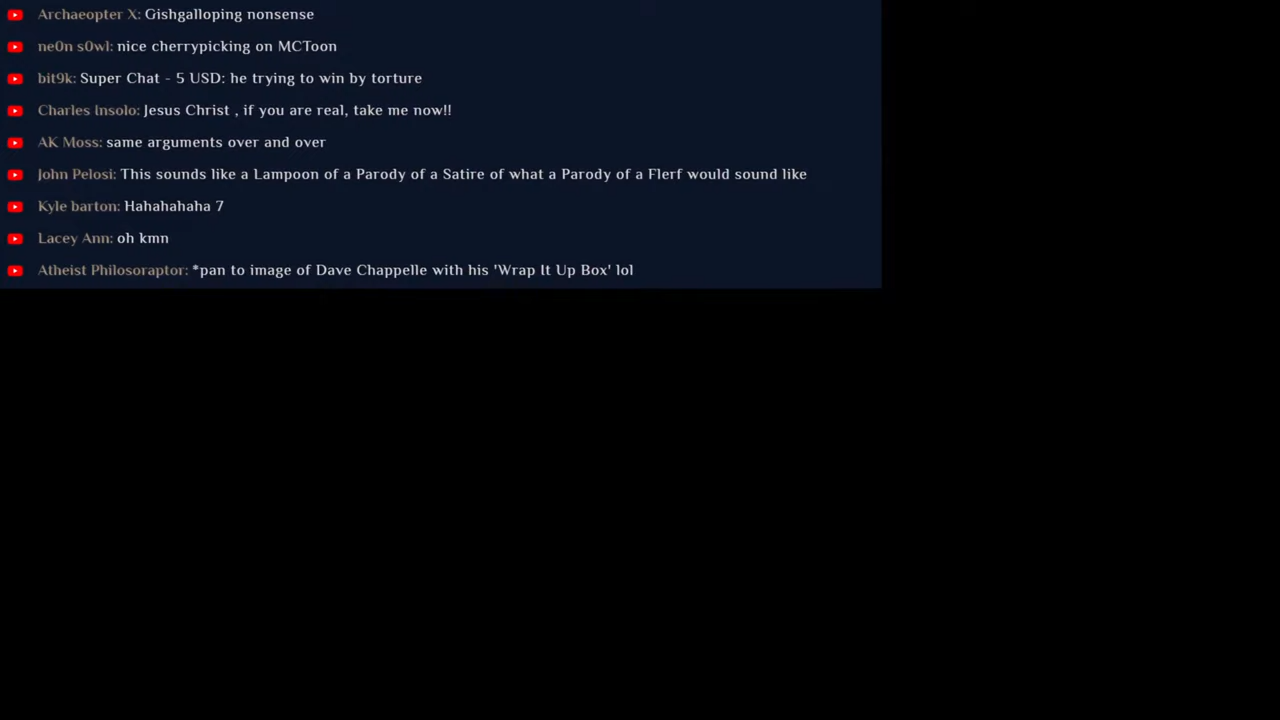 Archaeopter X: Gishgalloping nonsense
ne0n s0wl: nice cherrypicking on MCToon
bit9k: Super Chat - 5 USD: he trying to win by torture
Charles Insolo: Jesus Christ , if you are real, take me now!!
AK Moss: same arguments over and over
John Pelosi: This sounds like a Lampoon of a Parody of a Satire of what a Parody of a Flerf would sound like
Kyle barton: Hahahahaha 7
Lacey Ann: oh kmn
Atheist Philosoraptor: *pan to image of Dave Chappelle with his 'Wrap It Up Box' lol